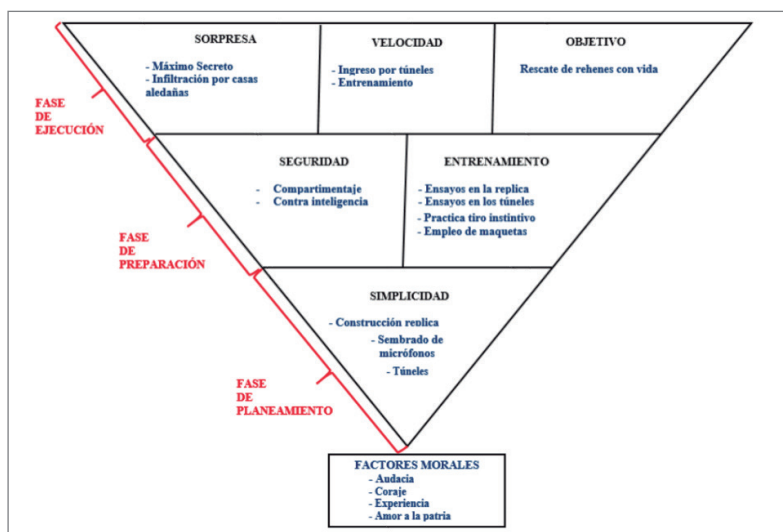 SORPRESA
- Máximo Secreto
- Infiltración por casas
aledañas
VELOCIDAD
- Ingreso por túneles
- Entrenamiento
OBJETIVO
Rescate de rehenes con vida
FASE
DE
EJECUCIÓN
SEGURIDAD
- Compartimentaje
- Contra inteligencia
ENTRENAMIENTO
- Ensayos en la replica
- Ensayos en los túneles
- Practica tiro instintivo
- Empleo de maquetas
FASE
DE
PREPARACIÓN
SIMPLICIDAD
- Construcción replica
- Sembrado de
micrófonos
- Túneles
FASE
DE
PLANEAMIENTO
FACTORES MORALES
- Audacia
- Coraje
- Experiencia
- Amor a la patria